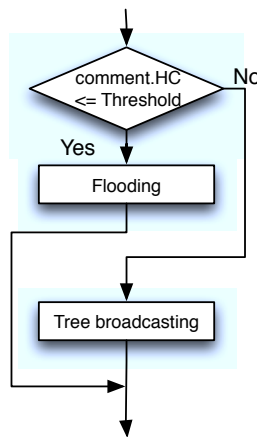 comment.HC
<= Threshold
No
Yes
Flooding
Tree broadcasting